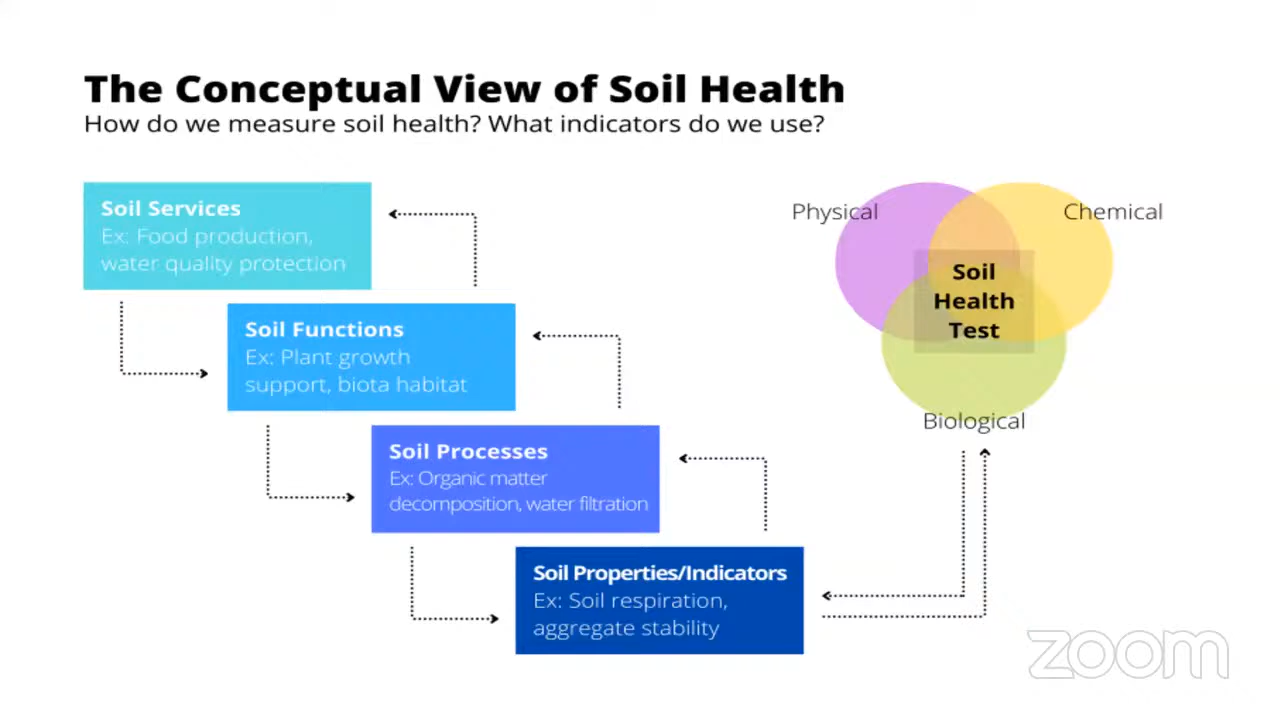 The Conceptual View of Soil Health
How do we measure soil health? What indicators do we use?
Soil Services
Ex: Food production,
water quality protection
Soil Functions
Ex: Plant growth
support, biota habitat
Soil Processes
Ex: Organic matter
decomposition, water filtration
Soil Properties/Indicators
Ex: Soil respiration,
aggregate stability
Physical
Chemical
Soil
Health
Test
Biological
zoom